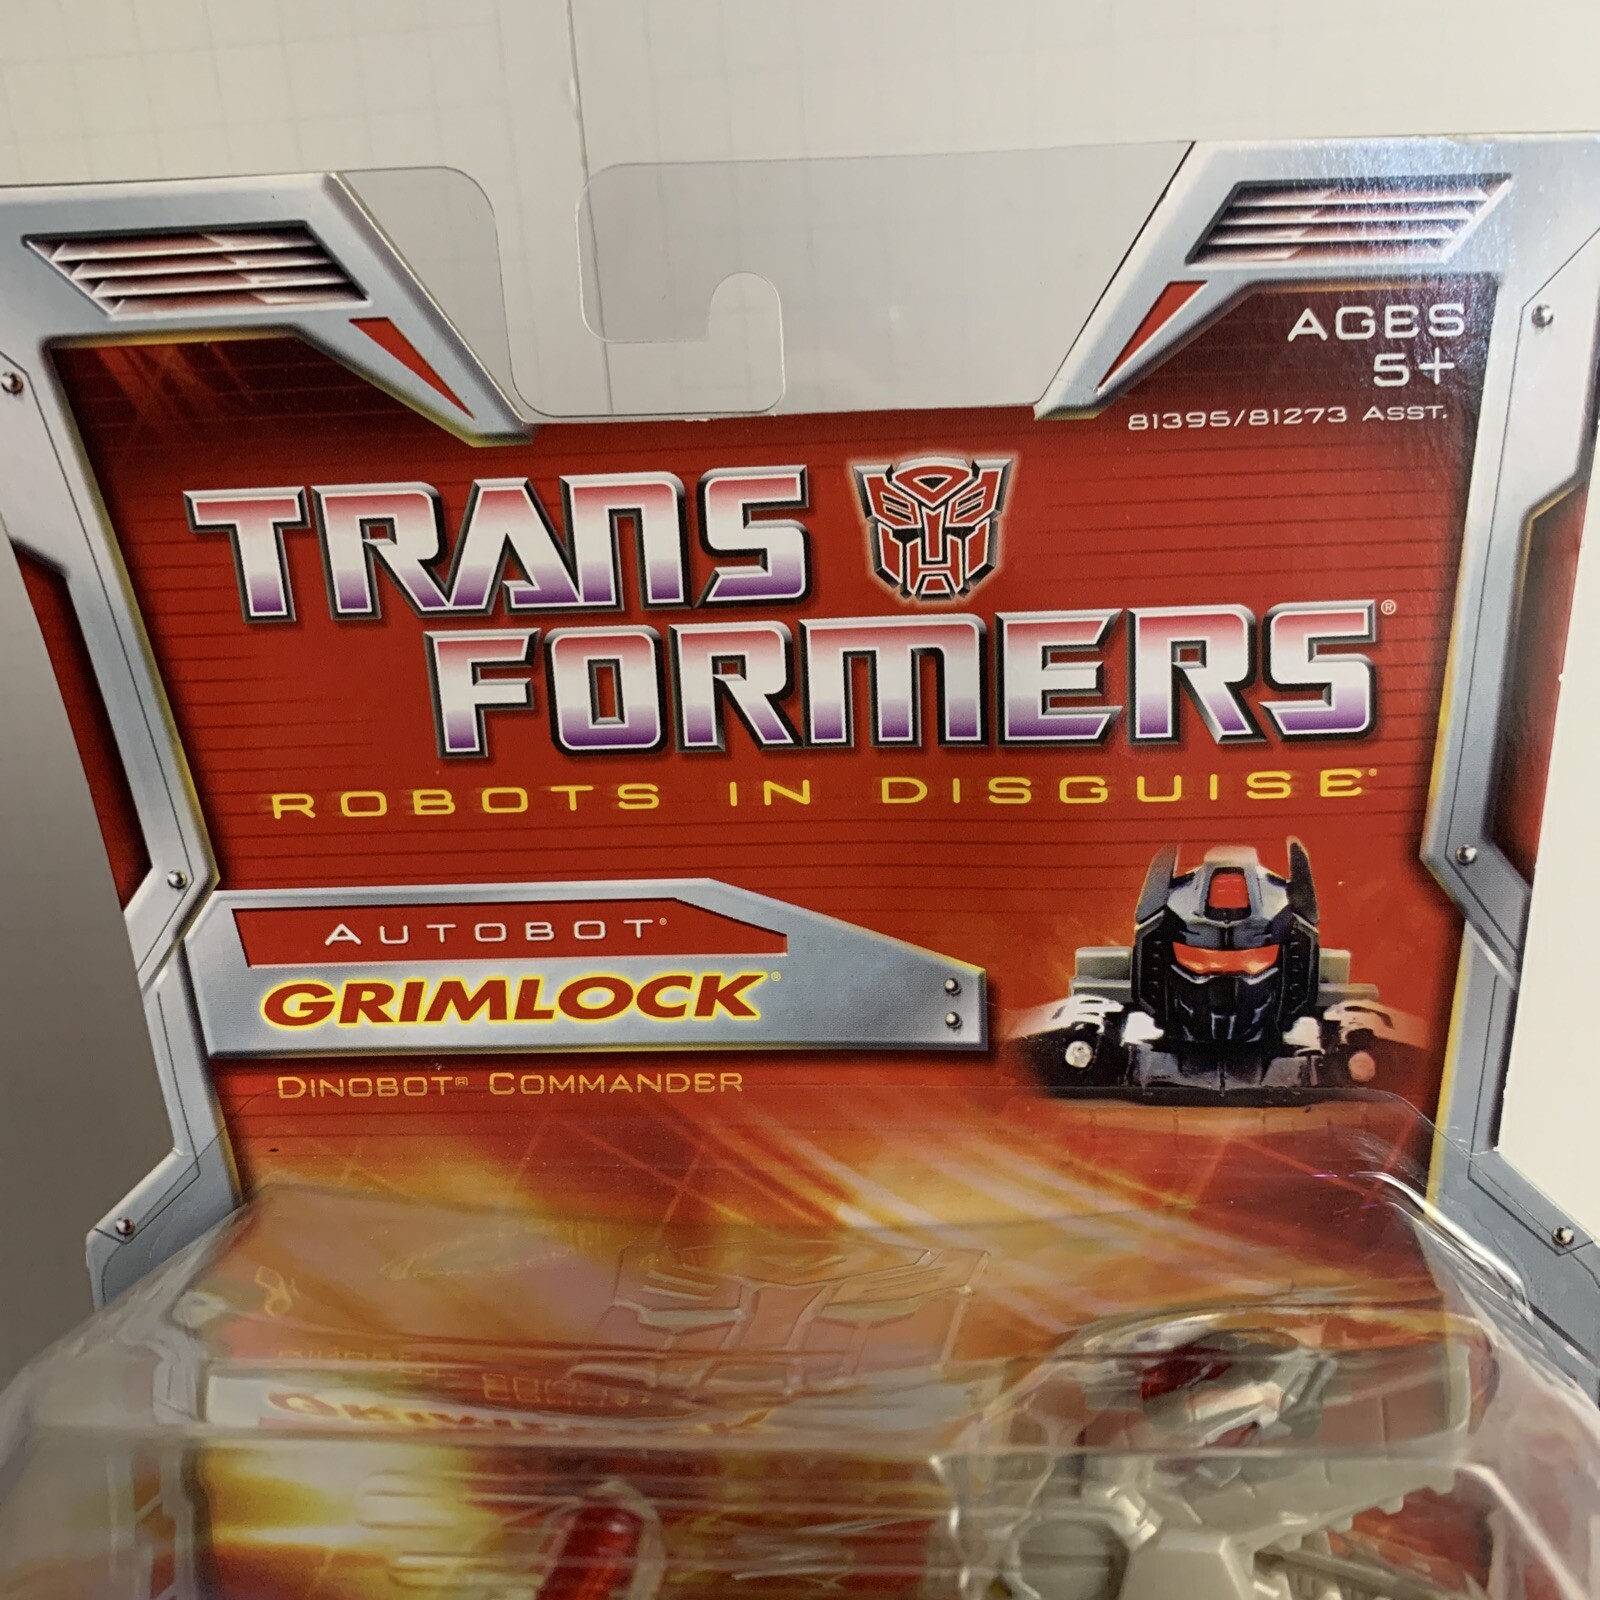 AGES
5+
81395/81273 ASST.
TRANS
FORMERS®
ROBOTS IN DISGUISE®
AUTOBOT®
GRIMLOCK®
DINOBOT® COMMANDER